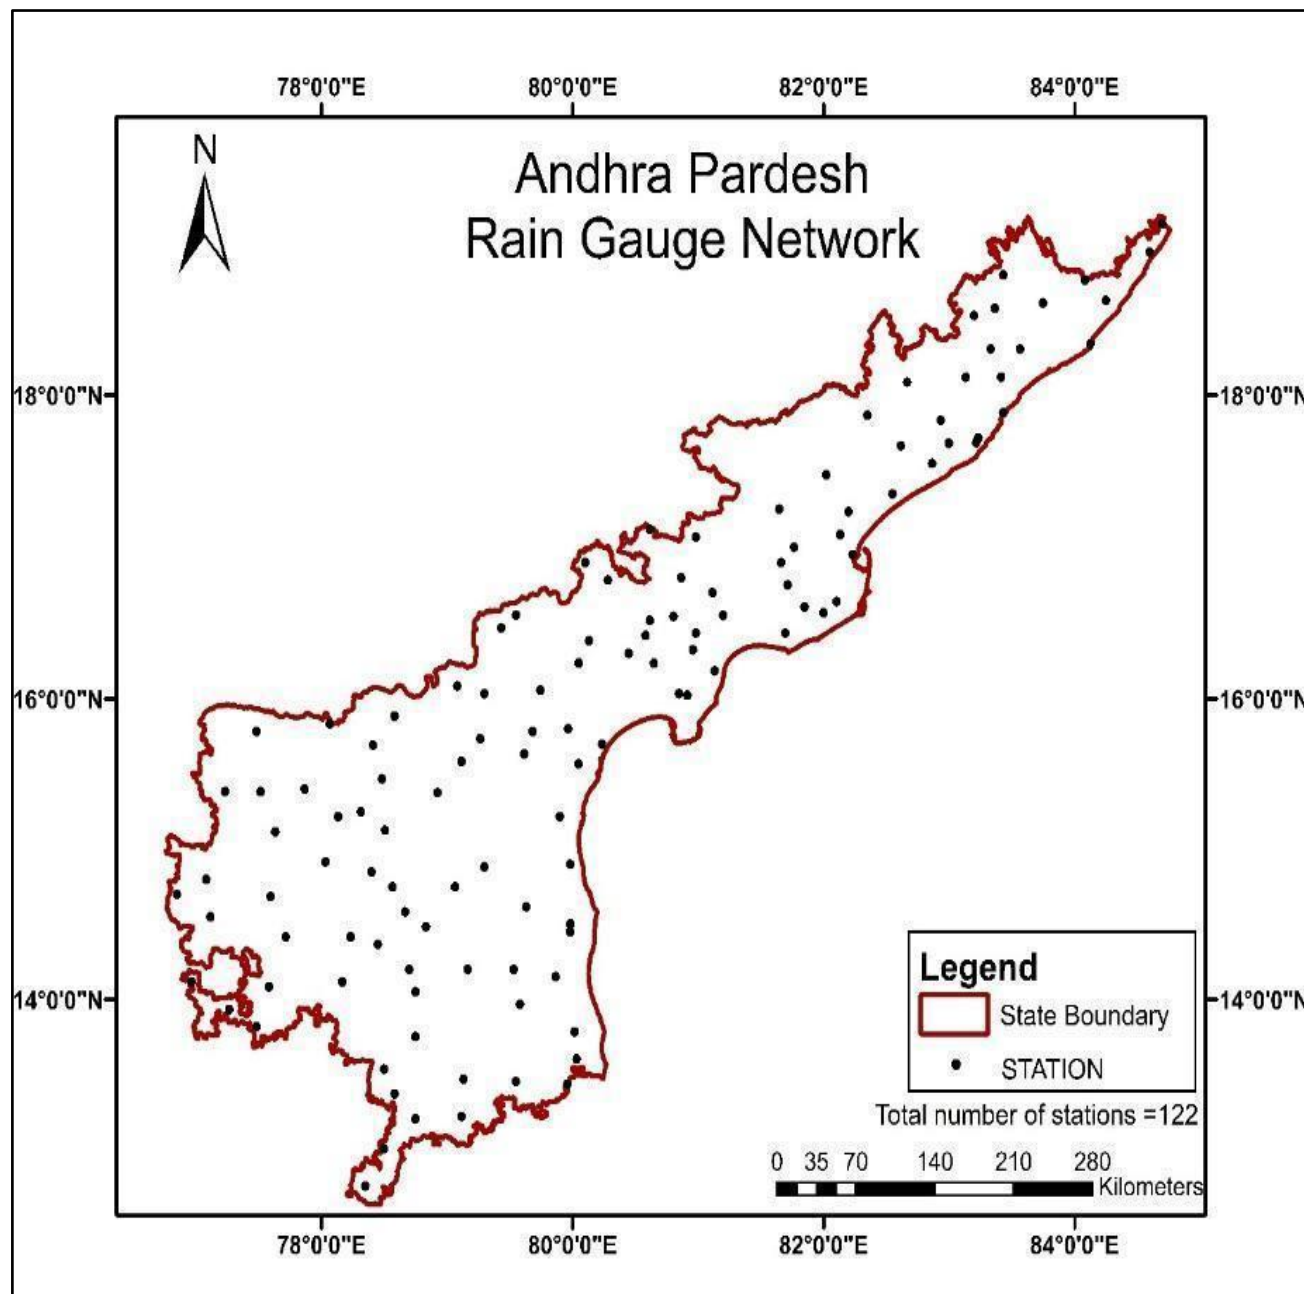 78°0'0"E 80°0'0"E 82°0'0"E 84°0'0"E
N
Andhra Pardesh
Rain Gauge Network
18°0'0"N 18°0'0"N
16°0'0"N 16°0'0"N
14°0'0"N 14°0'0"N
Legend
State Boundary
STATION
Total number of stations =122
0 35 70 140 210 280
Kilometers
78°0'0"E 80°0'0"E 82°0'0"E 84°0'0"E